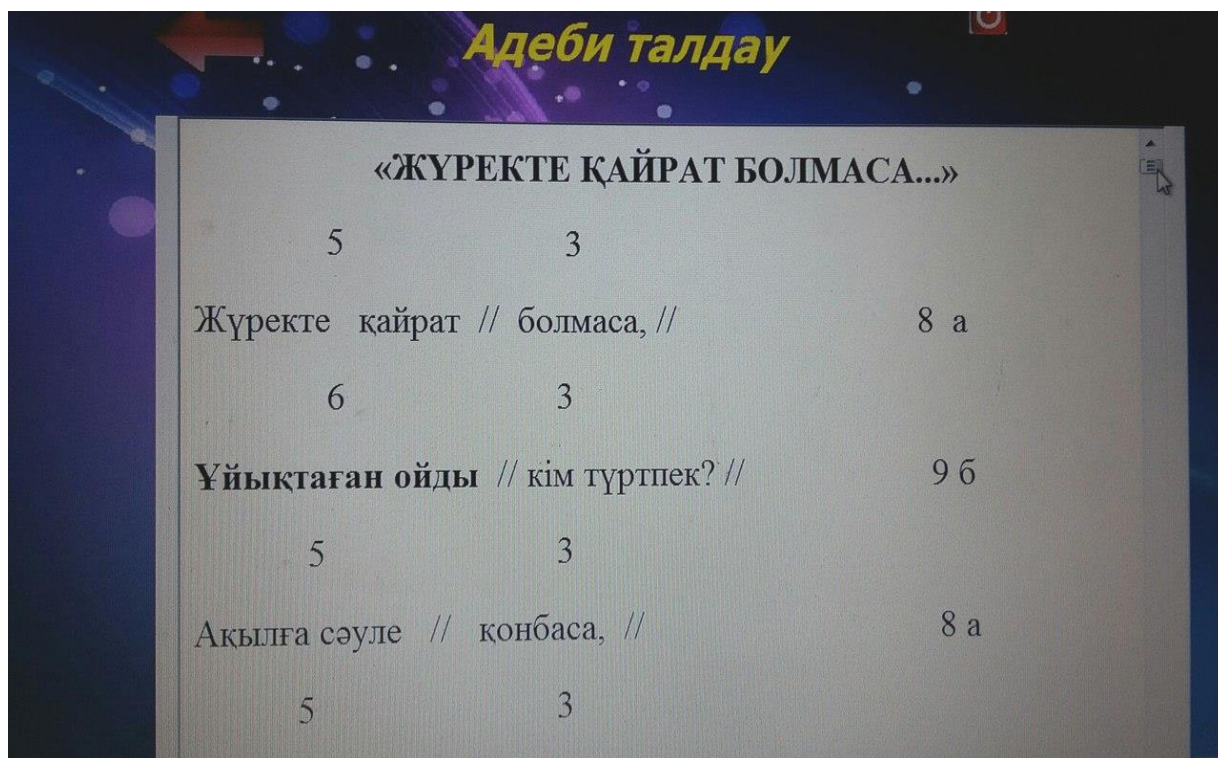 Адеби талдау
«ЖҮРЕКТЕ ҚАЙРАТ БОЛМАСА...»
5 3
Жүректе қайрат // болмаса, // 8 а
6 3
Ұйықтаған ойды // кім түртпек? // 9 б
5 3
Ақылға сәуле // қонбаса, // 8 а
5 3